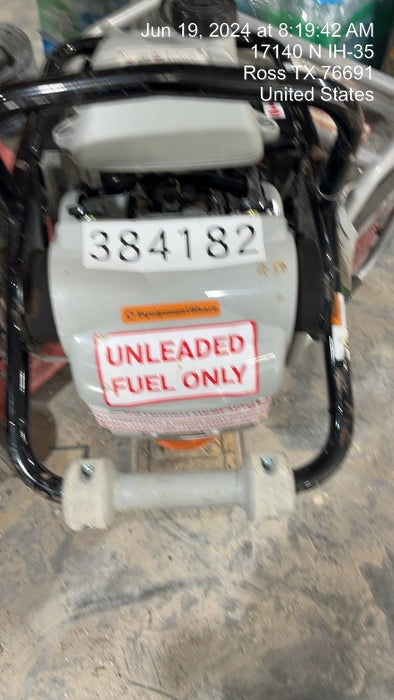 Jun 19, 2024 at 8:19:42 AM
17140 N IH-35
Ross TX 76691
United States
384182
UNLEADED
FUEL ONLY